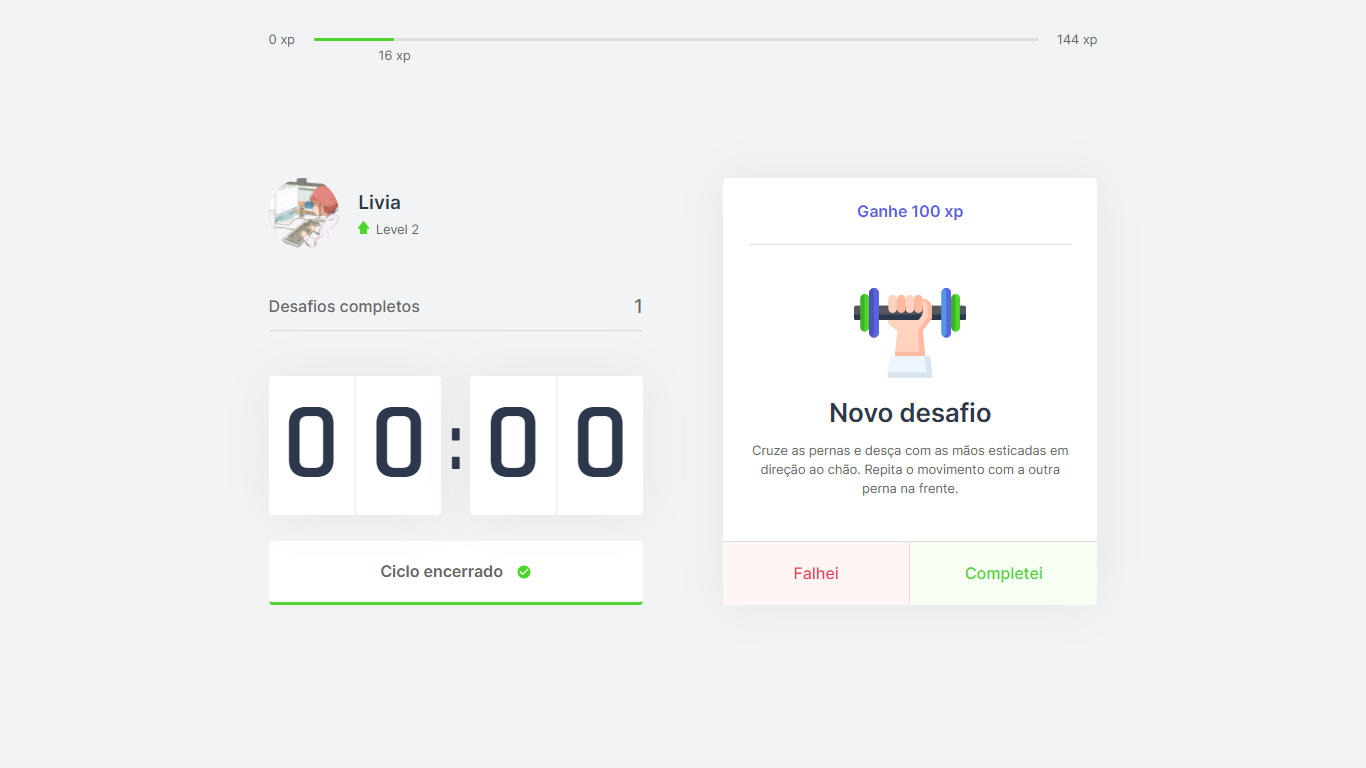 0 xp
144 xp
16 xp
Livia
Level 2
Desafios completos 1
00:00
Ciclo encerrado
Ganhe 100 xp
Novo desafio
Cruze as pernas e desça com as mãos esticadas em
direção ao chão. Repita o movimento com a outra
perna na frente.
Falhei
Completei